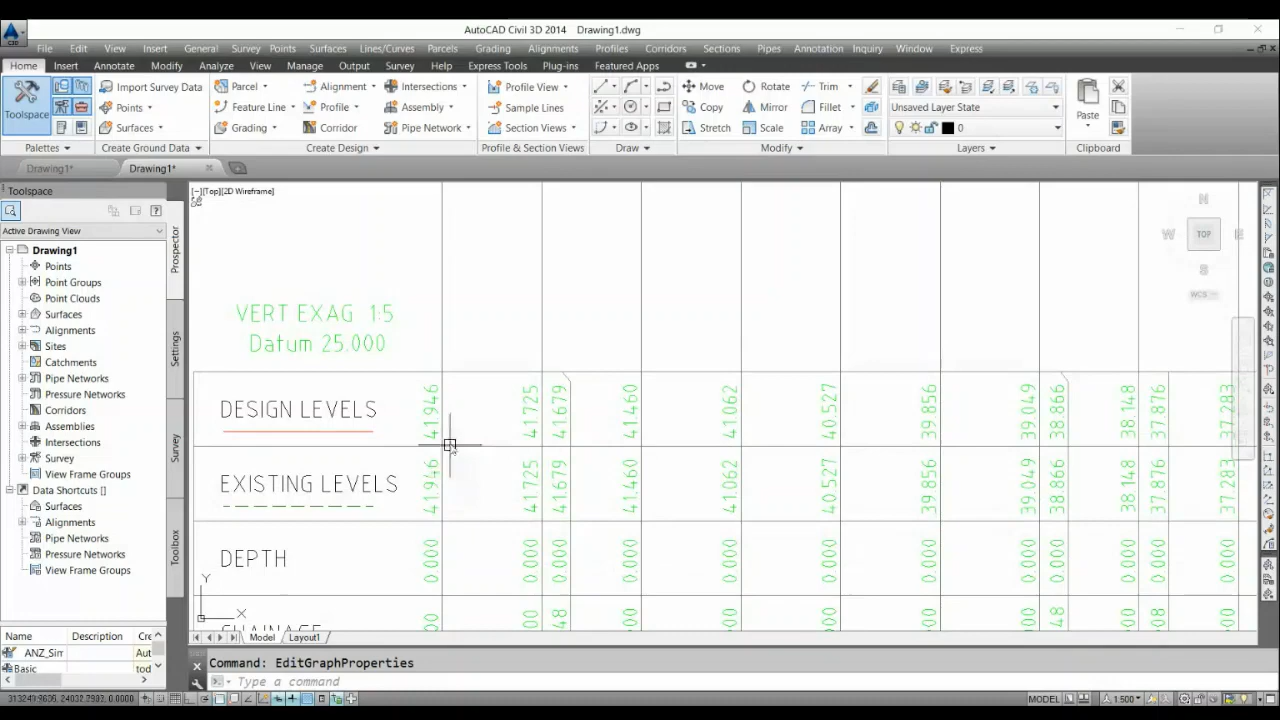 AutoCAD Civil 3D 2014 Drawing1.dwg
File Edit View Insert General Survey Points Surfaces Lines/Curves Parcels Grading Alignments Profiles Corridors Sections Pipes Annotation Inquiry Window Express
Home Insert Annotate Modify Analyze View Manage Output Survey Help Express Tools Plug-ins Featured Apps
Toolspace
Import Survey Data
Points
Surfaces
Parcel
Feature Line
Grading
Alignment
Profile
Corridor
Intersections
Assembly
Pipe Network
Profile View
Sample Lines
Section Views
Move Rotate Trim
Copy Mirror Fillet
Stretch Scale Array
Unsaved Layer State
0
Paste
Palettes Create Ground Data Create Design Profile & Section Views Draw Modify Layers Clipboard
Drawing1* Drawing1*
Toolspace
Active Drawing View
Drawing1
Points
Point Groups
Point Clouds
Surfaces
Alignments
Sites
Catchments
Pipe Networks
Pressure Networks
Corridors
Assemblies
Intersections
Survey
View Frame Groups
Data Shortcuts []
Surfaces
Alignments
Pipe Networks
Pressure Networks
View Frame Groups
Prospector
Settings
Survey
Toolbox
Name Description
ANZ_Sim Aut
Basic tod
[−][Top][2D Wireframe]
N
W TOP E
S
WCS
VERT EXAG 1:5
Datum 25.000
DESIGN LEVELS 41.946 41.725 41.679 41.460 41.062 40.527 39.856 39.049 38.866 38.148 37.876 37.283
EXISTING LEVELS 41.946 41.725 41.679 41.460 41.062 40.527 39.856 39.049 38.866 38.148 37.876 37.283
DEPTH 0.000 0.000 0.000 0.000 0.000 0.000 0.000 0.000 0.000 0.000 0.000 0.000
Y
X
Model Layout1
Command: EditGraphProperties
Type a command
MODEL